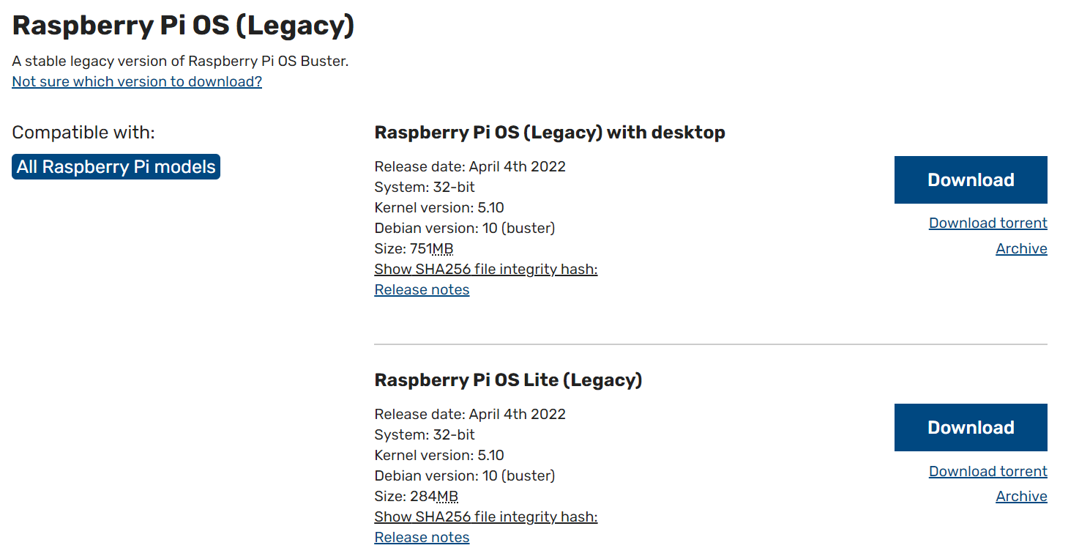 Raspberry Pi OS (Legacy)
A stable legacy version of Raspberry Pi OS Buster.
Not sure which version to download?
Compatible with:
All Raspberry Pi models
Raspberry Pi OS (Legacy) with desktop
Release date: April 4th 2022
System: 32-bit
Kernel version: 5.10
Debian version: 10 (buster)
Size: 751MB
Show SHA256 file integrity hash:
Release notes
Download
Download torrent
Archive
Raspberry Pi OS Lite (Legacy)
Release date: April 4th 2022
System: 32-bit
Kernel version: 5.10
Debian version: 10 (buster)
Size: 284MB
Show SHA256 file integrity hash:
Release notes
Download
Download torrent
Archive